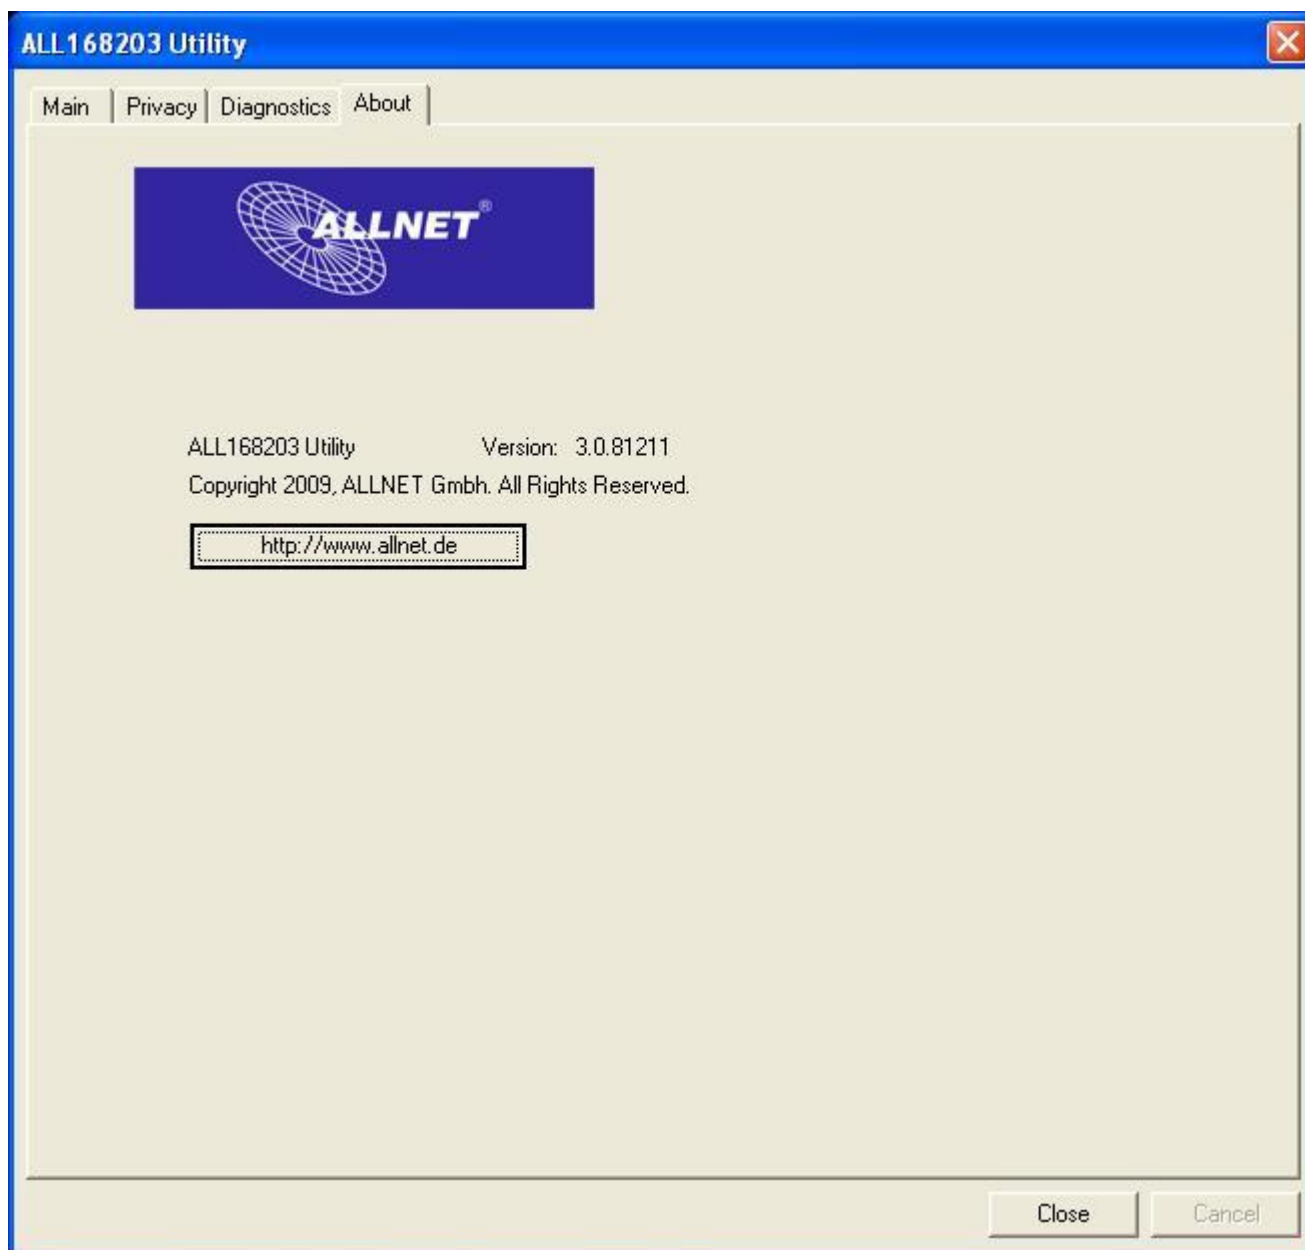 ALL168203 Utility
Main Privacy Diagnostics About
ALLNET®
ALL168203 Utility Version: 3.0.81211
Copyright 2009, ALLNET Gmbh. All Rights Reserved.
http://www.allnet.de
Close Cancel